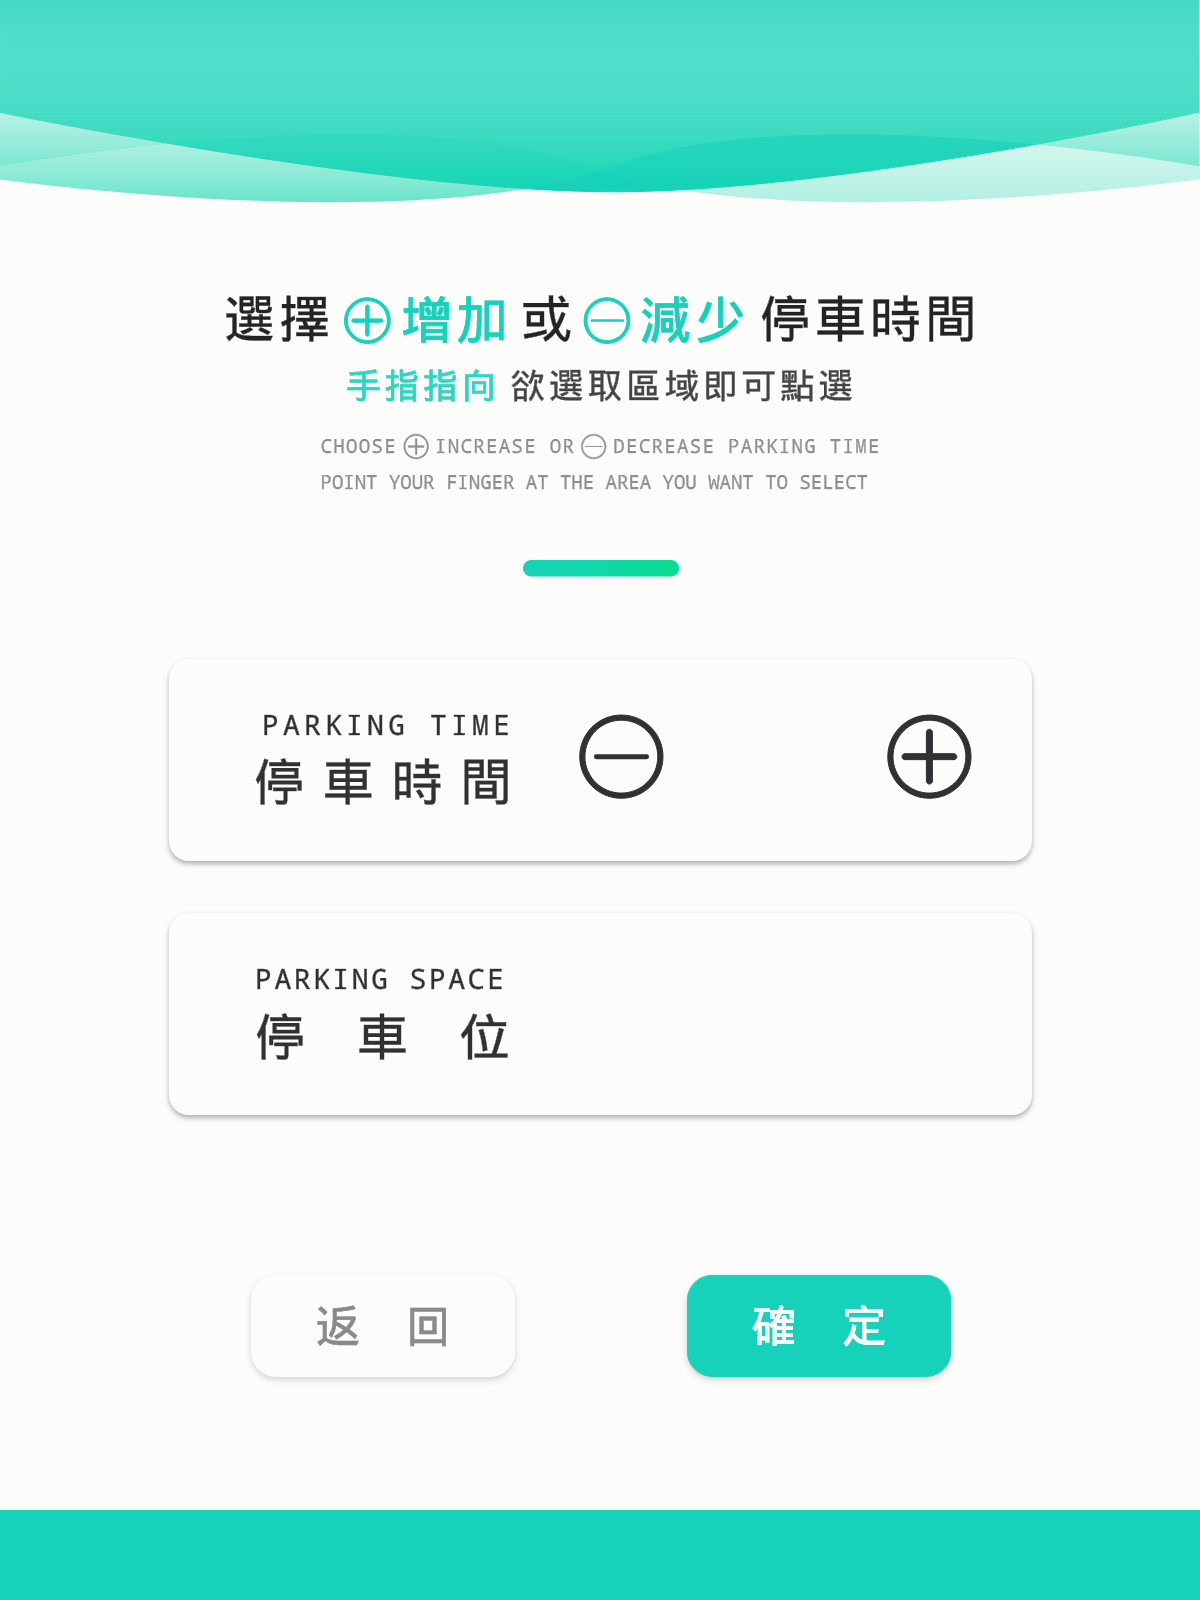 選擇⊕增加或⊖減少停車時間
手指指向 欲選取區域即可點選
CHOOSE ⊕ INCREASE OR ⊖ DECREASE PARKING TIME
POINT YOUR FINGER AT THE AREA YOU WANT TO SELECT
PARKING TIME
停車時間
PARKING SPACE
停車位
返回
確定